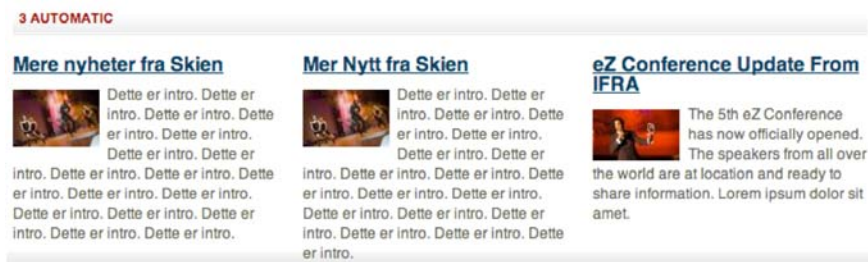 3 AUTOMATIC
Mere nyheter fra Skien
Dette er intro. Dette er
intro. Dette er intro. Dette
er intro. Dette er intro.
Dette er intro. Dette er
intro. Dette er intro. Dette er intro. Dette
er intro. Dette er intro. Dette er intro.
Dette er intro. Dette er intro. Dette er
intro. Dette er intro. Dette er intro.
Mer Nytt fra Skien
Dette er intro. Dette er
intro. Dette er intro. Dette
er intro. Dette er intro.
Dette er intro. Dette er
intro. Dette er intro. Dette er intro. Dette
er intro. Dette er intro. Dette er intro.
Dette er intro. Dette er intro. Dette er
intro. Dette er intro. Dette er intro. Dette
er intro.
eZ Conference Update From
IFRA
The 5th eZ Conference
has now officially opened.
The speakers from all over
the world are at location and ready to
share information. Lorem ipsum dolor sit
amet.